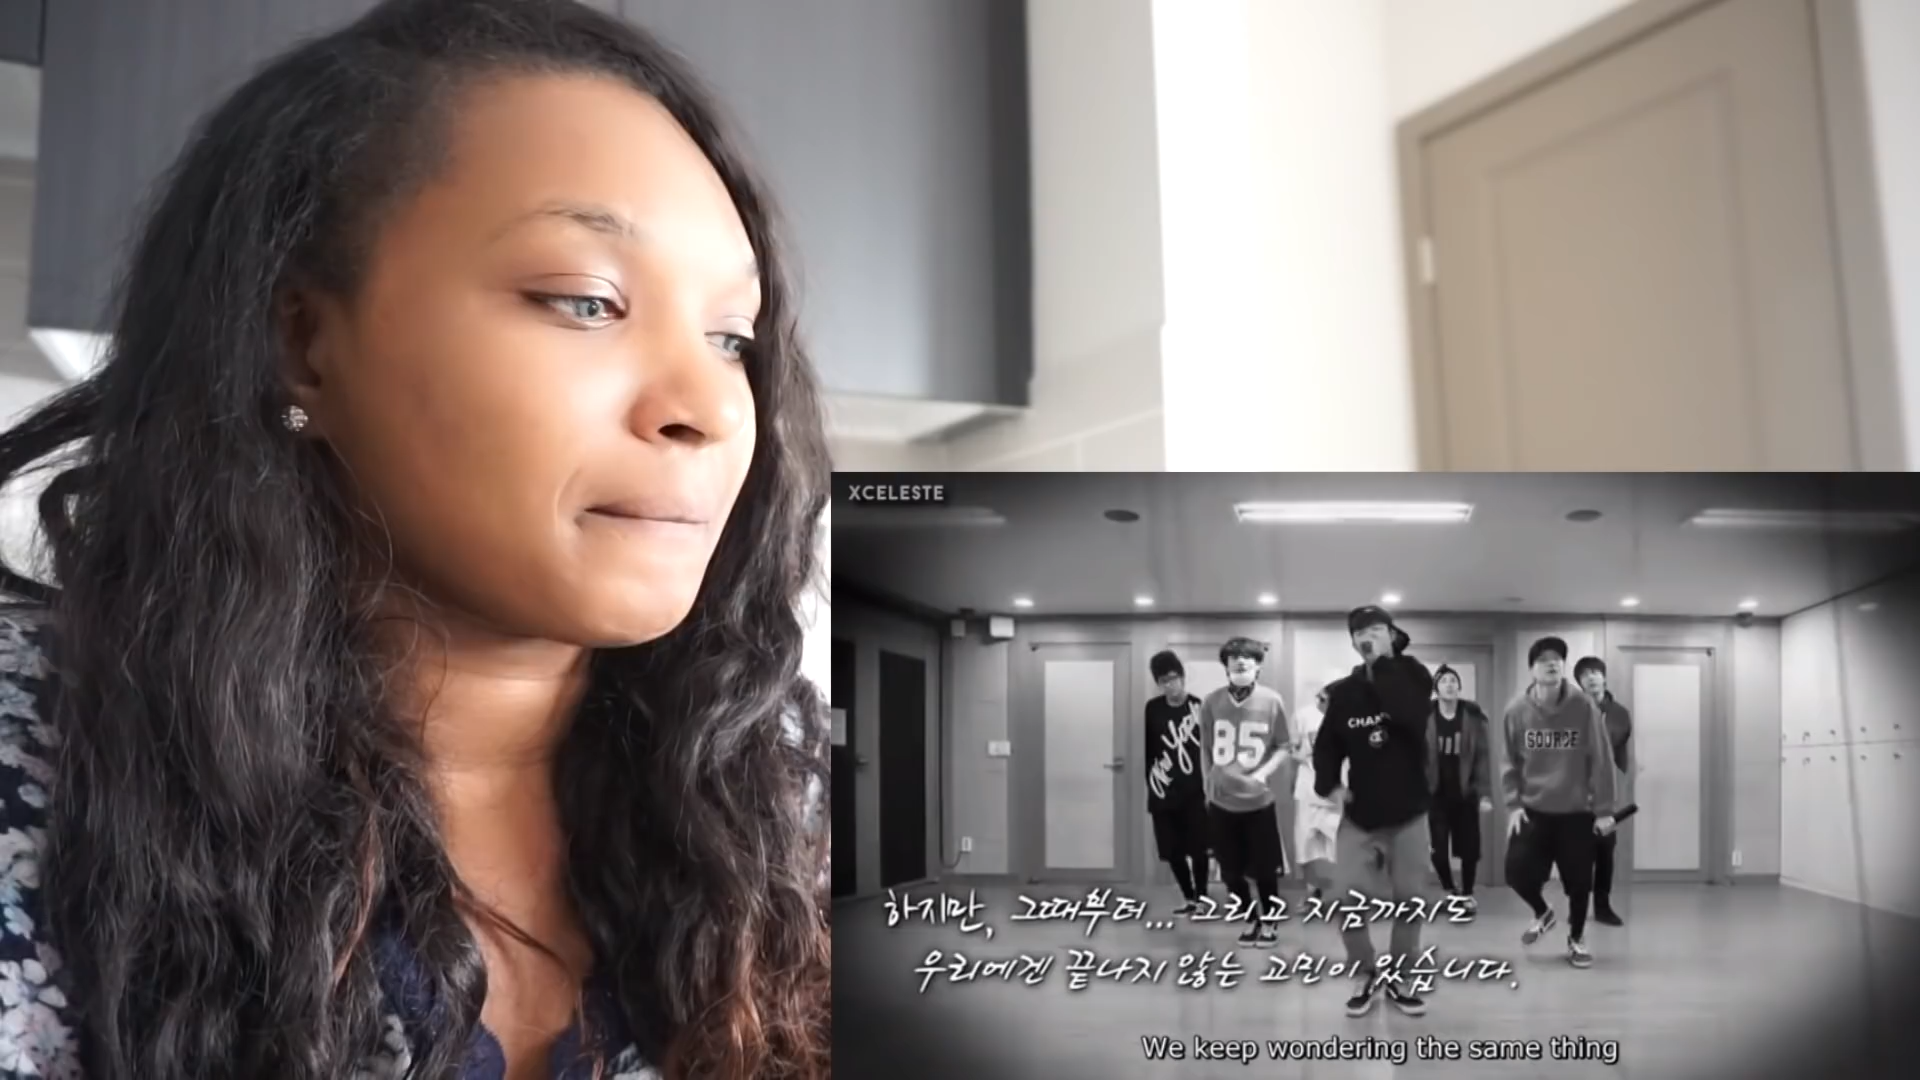 XCELESTE
New York
85
CHAN
SOURCE
하지만, 그때부터... 그리고 지금까지도
우리에겐 끝나지 않는 고민이 있습니다.
We keep wondering the same thing